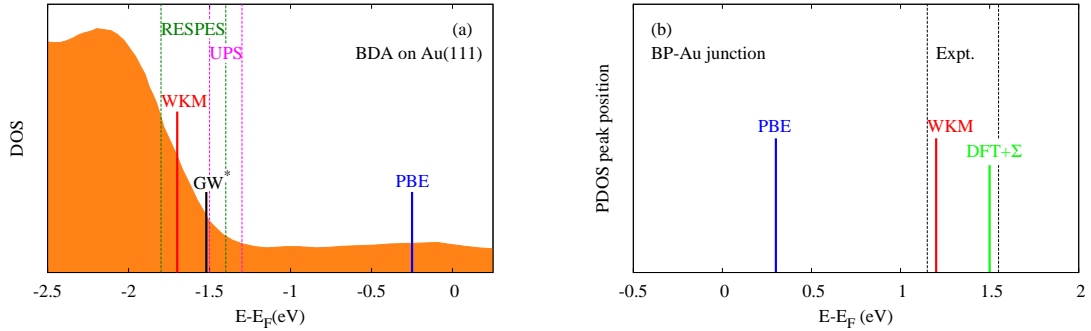 RESPES
(a)
UPS
BDA on Au(111)
WKM
GW*
PBE
DOS
-2.5 -2 -1.5 -1 -0.5 0
E-E_F(eV)
(b)
BP-Au junction
Expt.
PBE
WKM
DFT+Σ
PDOS peak position
-0.5 0 0.5 1 1.5 2
E-E_F (eV)